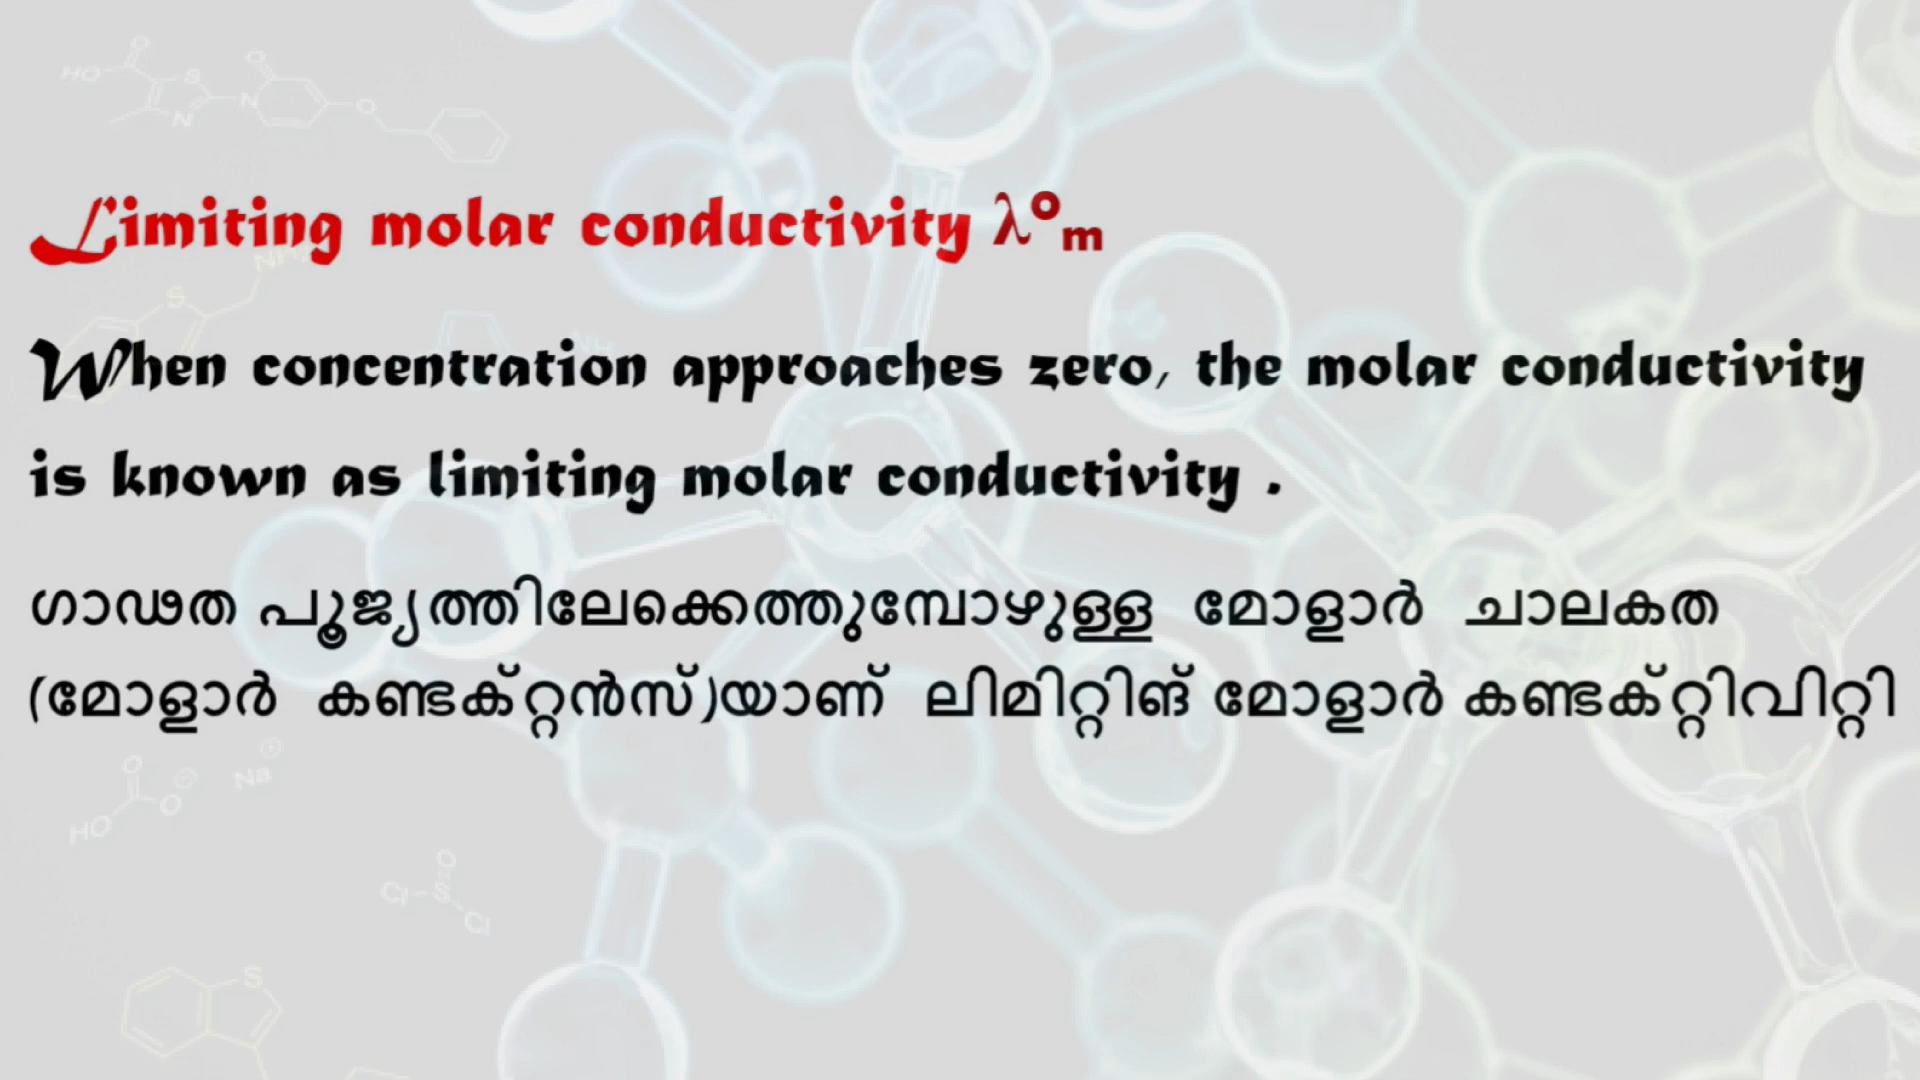 Limiting molar conductivity λ°ₘ
When concentration approaches zero, the molar conductivity
is known as limiting molar conductivity .
ഗാഢത പൂജ്യത്തിലേക്കെത്തുമ്പോഴുള്ള മോളാർ ചാലകത
(മോളാർ കണ്ടക്റ്റൻസ്)യാണ് ലിമിറ്റിങ് മോളാർ കണ്ടക്റ്റിവിറ്റി